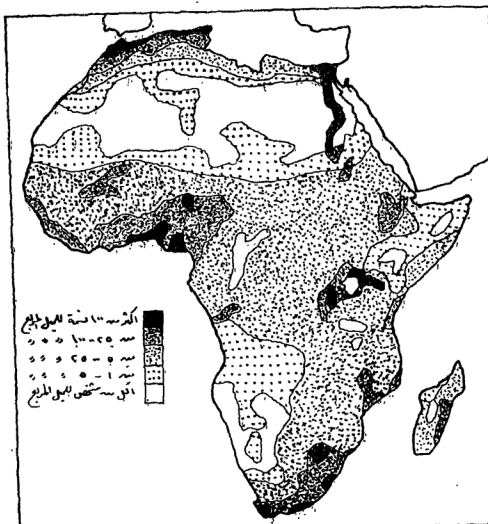 أكثر من ١٠٠ نسمة للميل المربع
من ٢٥ - ١٠٠ » » »
من ٥ - ٢٥ » » »
من ١ - ٥ » » »
أقل من شخص للميل المربع